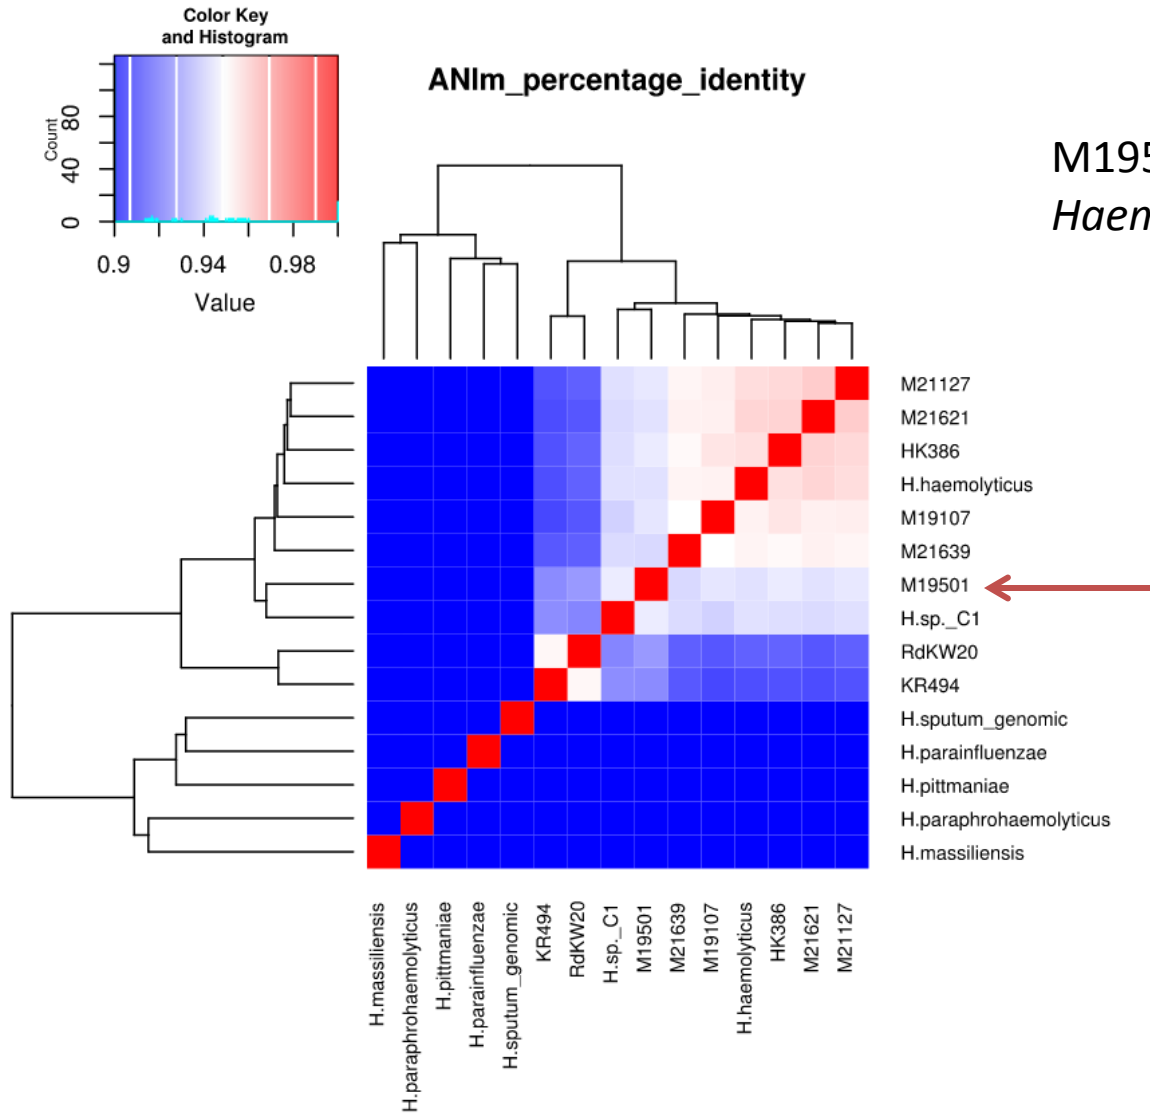 Color Key
and Histogram
Count
0 40 80
0.9 0.94 0.98
Value
ANIm_percentage_identity
M21127
M21621
HK386
H.haemolyticus
M19107
M21639
M19501
H.sp._C1
RdKW20
KR494
H.sputum_genomic
H.parainfluenzae
H.pittmaniae
H.paraphrohaemolyticus
H.massiliensis
H.massiliensis
H.paraphrohaemolyticus
H.pittmaniae
H.parainfluenzae
H.sputum_genomic
KR494
RdKW20
H.sp._C1
M19501
M21639
M19107
H.haemolyticus
HK386
M21621
M21127